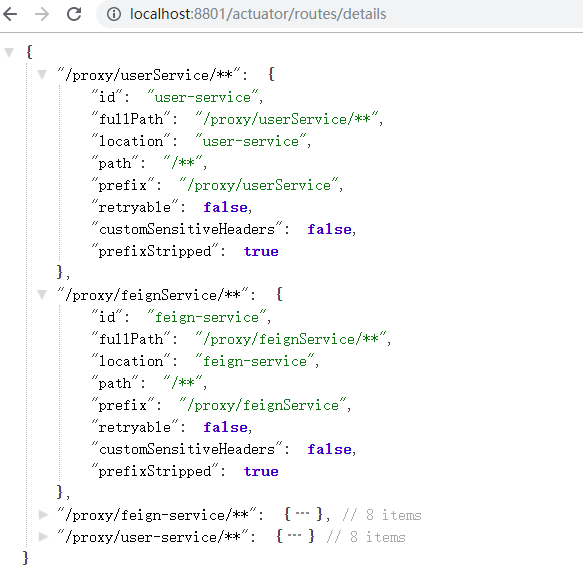 localhost:8801/actuator/routes/details
{
"/proxy/userService/**": {
"id": "user-service",
"fullPath": "/proxy/userService/**",
"location": "user-service",
"path": "/**",
"prefix": "/proxy/userService",
"retryable": false,
"customSensitiveHeaders": false,
"prefixStripped": true
},
"/proxy/feignService/**": {
"id": "feign-service",
"fullPath": "/proxy/feignService/**",
"location": "feign-service",
"path": "/**",
"prefix": "/proxy/feignService",
"retryable": false,
"customSensitiveHeaders": false,
"prefixStripped": true
},
"/proxy/feign-service/**": {···}, // 8 items
"/proxy/user-service/**": {···} // 8 items
}